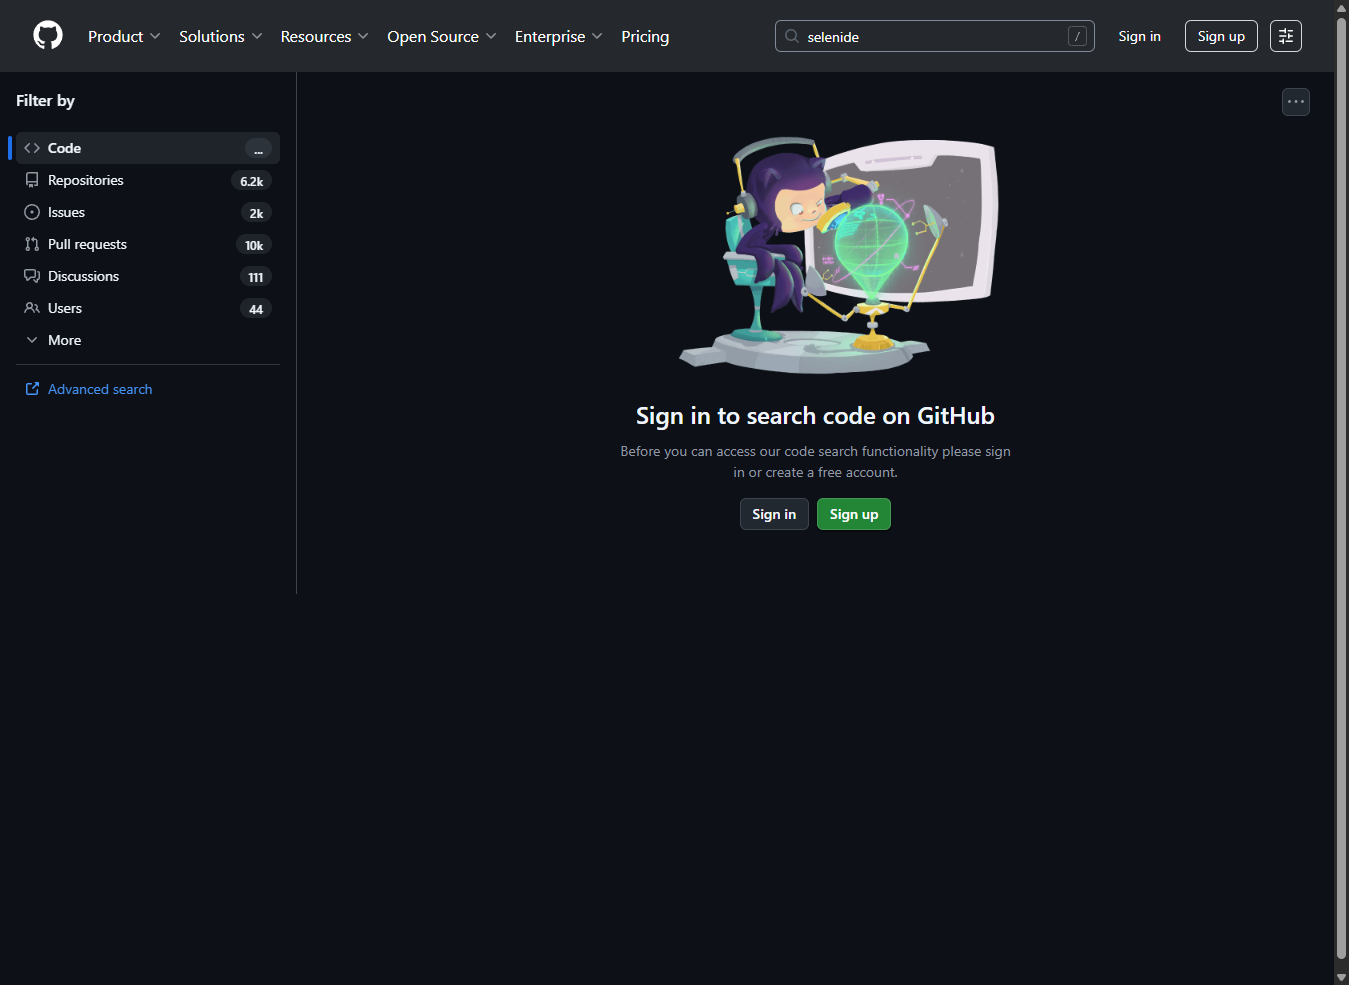 Product
Solutions
Resources
Open Source
Enterprise
Pricing
selenide
/
Sign in
Sign up
Filter by
Code
...
Repositories
6.2k
Issues
2k
Pull requests
10k
Discussions
111
Users
44
More
Advanced search
Sign in to search code on GitHub
Before you can access our code search functionality please sign
in or create a free account.
Sign in
Sign up